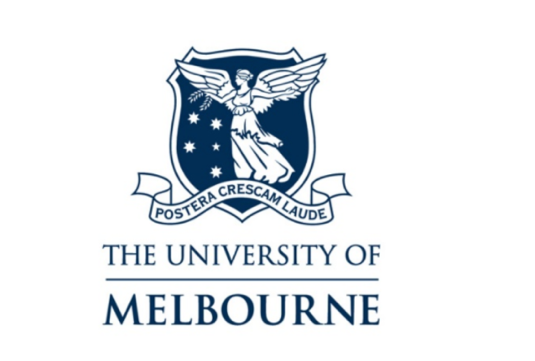 POSTERA CRESCAM LAUDE
THE UNIVERSITY OF
MELBOURNE